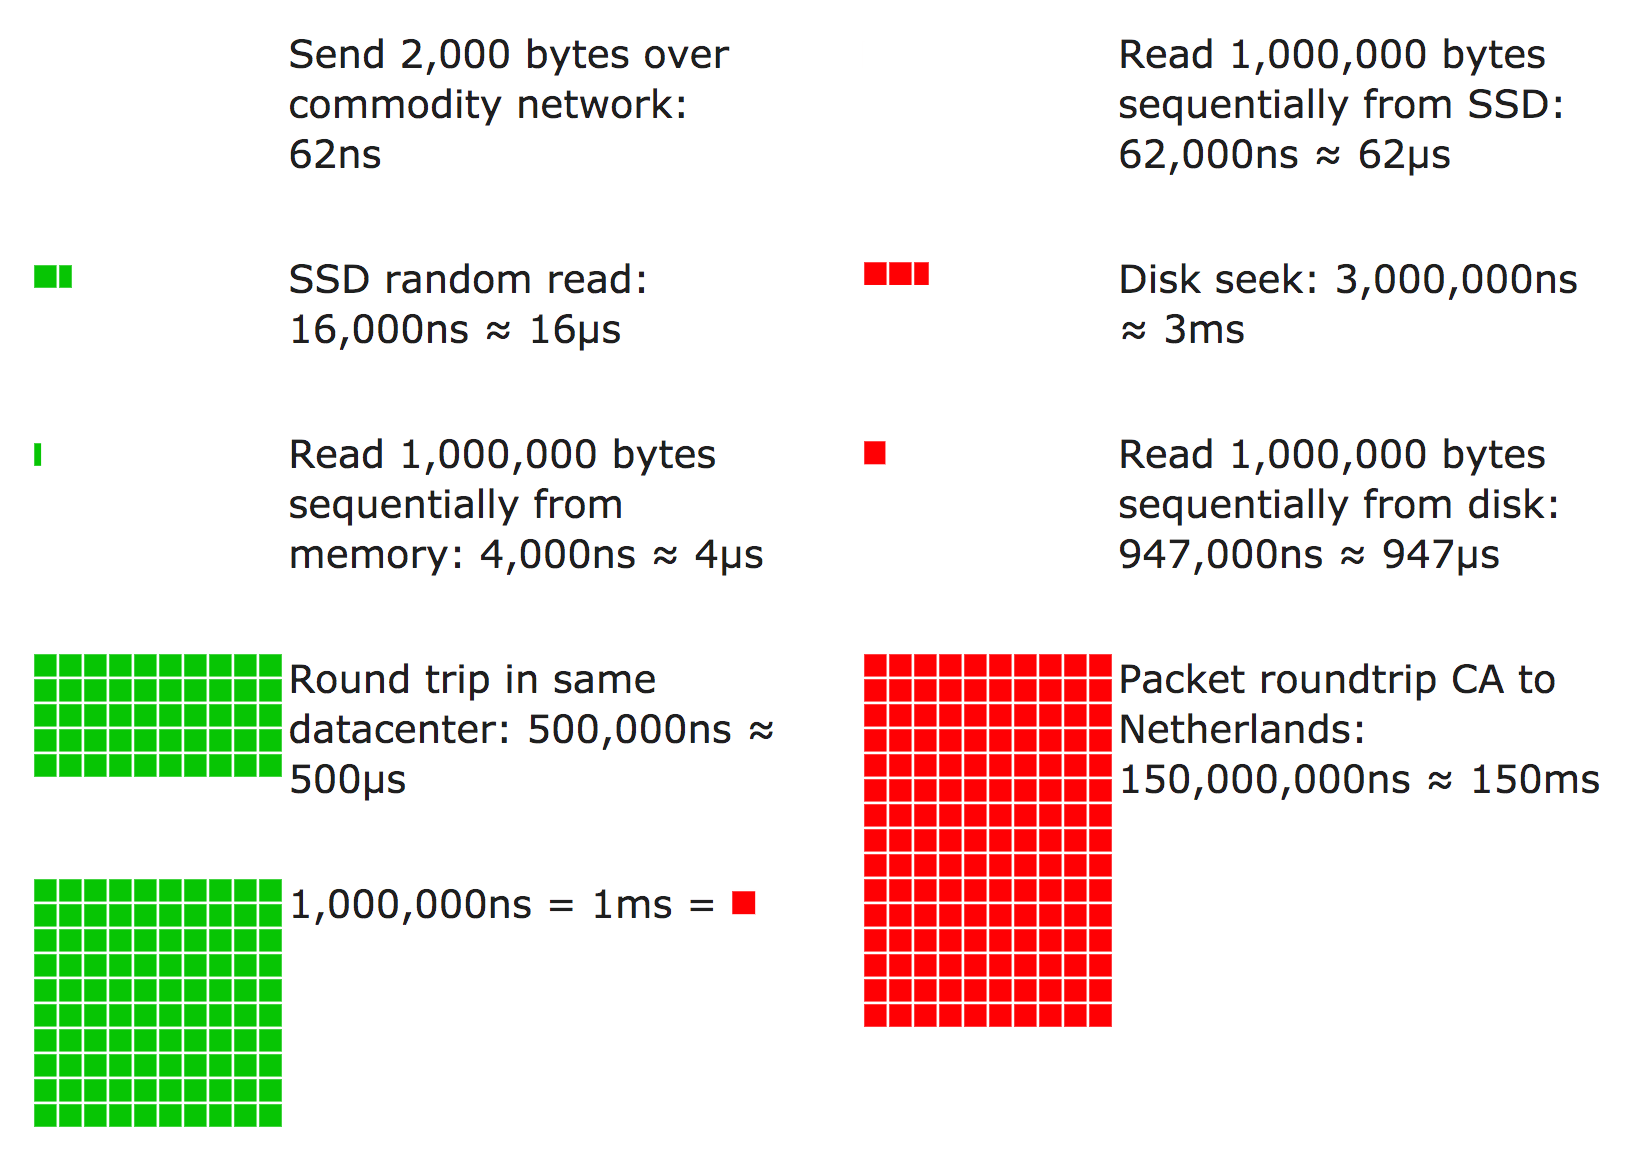 Send 2,000 bytes over
commodity network:
62ns
SSD random read:
16,000ns ≈ 16μs
Read 1,000,000 bytes
sequentially from
memory: 4,000ns ≈ 4μs
Round trip in same
datacenter: 500,000ns ≈
500μs
1,000,000ns = 1ms =
Read 1,000,000 bytes
sequentially from SSD:
62,000ns ≈ 62μs
Disk seek: 3,000,000ns
≈ 3ms
Read 1,000,000 bytes
sequentially from disk:
947,000ns ≈ 947μs
Packet roundtrip CA to
Netherlands:
150,000,000ns ≈ 150ms